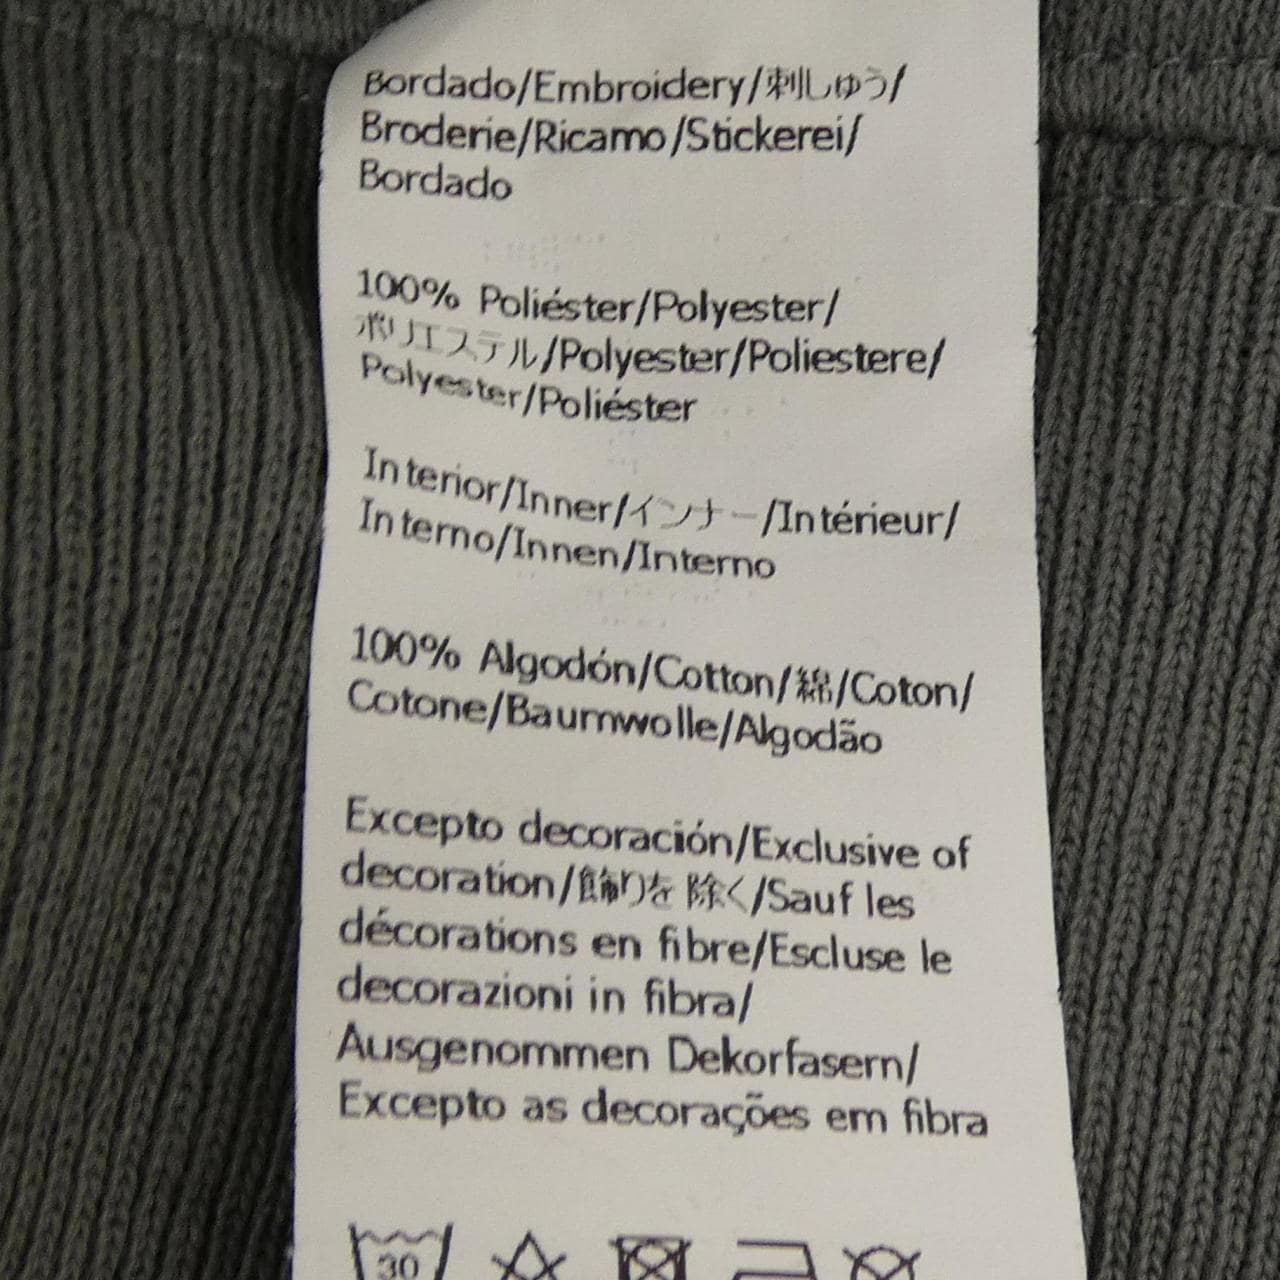 Bordado/Embroidery/刺しゅう/
Broderie/Ricamo/Stickerei/
Bordado
100% Poliéster/Polyester/
ポリエステル/Polyester/Poliestere/
Polyester/Poliéster
Interior/Inner/インナー/Intérieur/
Interno/Innen/Interno
100% Algodón/Cotton/綿/Coton/
Cotone/Baumwolle/Algodão
Excepto decoración/Exclusive of
decoration/飾りを除く/Sauf les
décorations en fibre/Escluse le
decorazioni in fibra/
Ausgenommen Dekorfasern/
Excepto as decorações em fibra
30